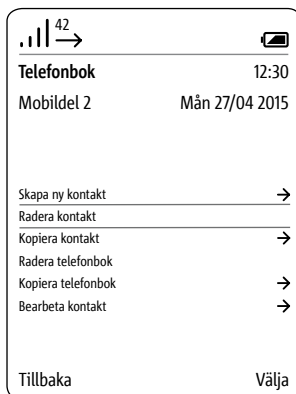 42
Telefonbok 12:30
Mobildel 2 Mån 27/04 2015
Skapa ny kontakt
Radera kontakt
Kopiera kontakt
Radera telefonbok
Kopiera telefonbok
Bearbeta kontakt
Tillbaka Välja